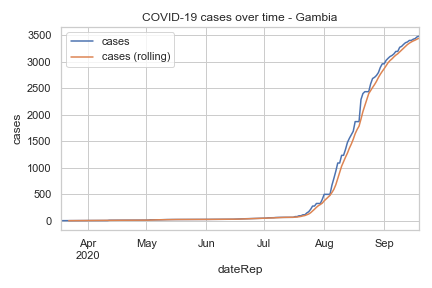 COVID-19 cases over time - Gambia
cases
cases (rolling)
3500
3000
2500
2000
1500
1000
500
0
cases
Apr
2020
May
Jun
Jul
Aug
Sep
dateRep